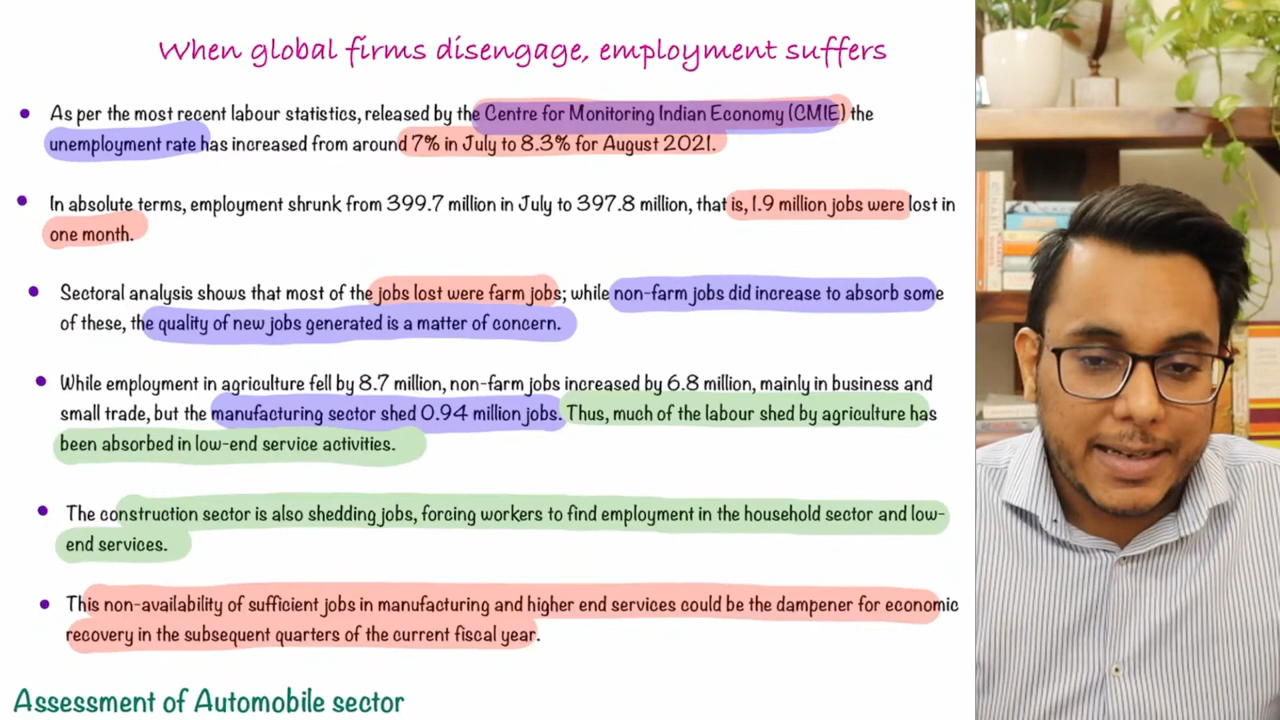 When global firms disengage, employment suffers
As per the most recent labour statistics, released by the Centre for Monitoring Indian Economy (CMIE) the
unemployment rate has increased from around 7% in July to 8.3% for August 2021.
In absolute terms, employment shrunk from 399.7 million in July to 397.8 million, that is, 1.9 million jobs were lost in
one month.
Sectoral analysis shows that most of the jobs lost were farm jobs; while non-farm jobs did increase to absorb some
of these, the quality of new jobs generated is a matter of concern.
While employment in agriculture fell by 8.7 million, non-farm jobs increased by 6.8 million, mainly in business and
small trade, but the manufacturing sector shed 0.94 million jobs. Thus, much of the labour shed by agriculture has
been absorbed in low-end service activities.
The construction sector is also shedding jobs, forcing workers to find employment in the household sector and low-
end services.
This non-availability of sufficient jobs in manufacturing and higher end services could be the dampener for economic
recovery in the subsequent quarters of the current fiscal year.
Assessment of Automobile sector